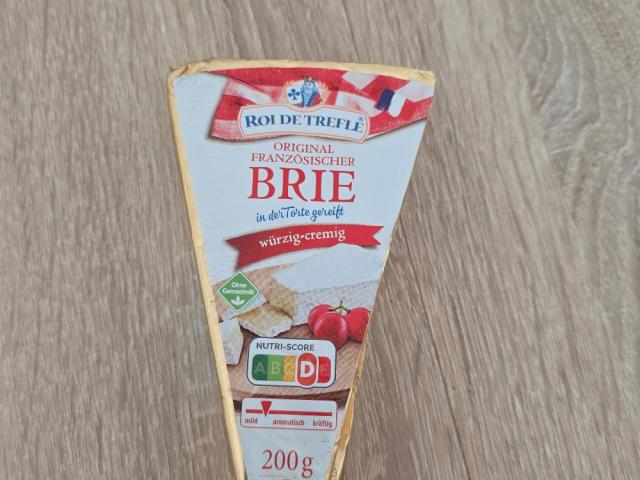 ROI DE TREFLE®
ORIGINAL
FRANZÖSISCHER
BRIE
in der Torte gereift
würzig-cremig
Ohne
Gentechnik
NUTRI-SCORE
A B C D E
mild aromatisch kräftig
200 g